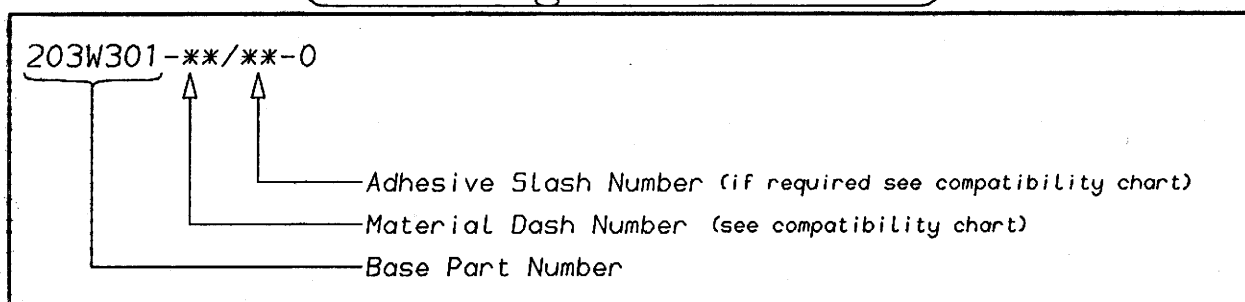 203W301-**/**-0
Adhesive Slash Number (if required see compatibility chart)
Material Dash Number (see compatibility chart)
Base Part Number